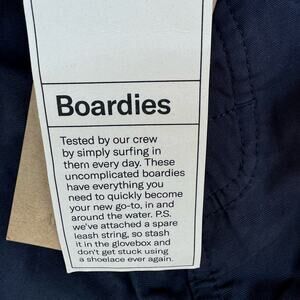 Boardies
Tested by our crew
by simply surfing in
them every day. These
uncomplicated boardies
have everything you
need to quickly become
your new go-to, in and
around the water. P.S.
we've attached a spare
leash string, so stash
it in the glovebox and
don't get stuck using
a shoelace ever again.